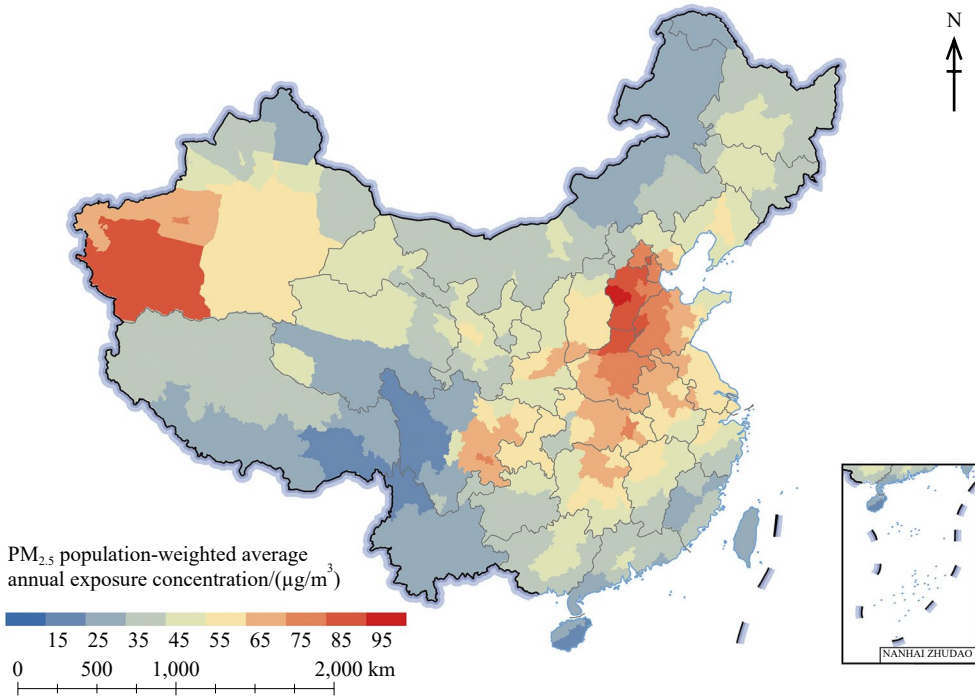 N
PM₂.₅ population-weighted average
annual exposure concentration/(µg/m³)
15 25 35 45 55 65 75 85 95
0 500 1,000 2,000 km
NANHAI ZHUDAO